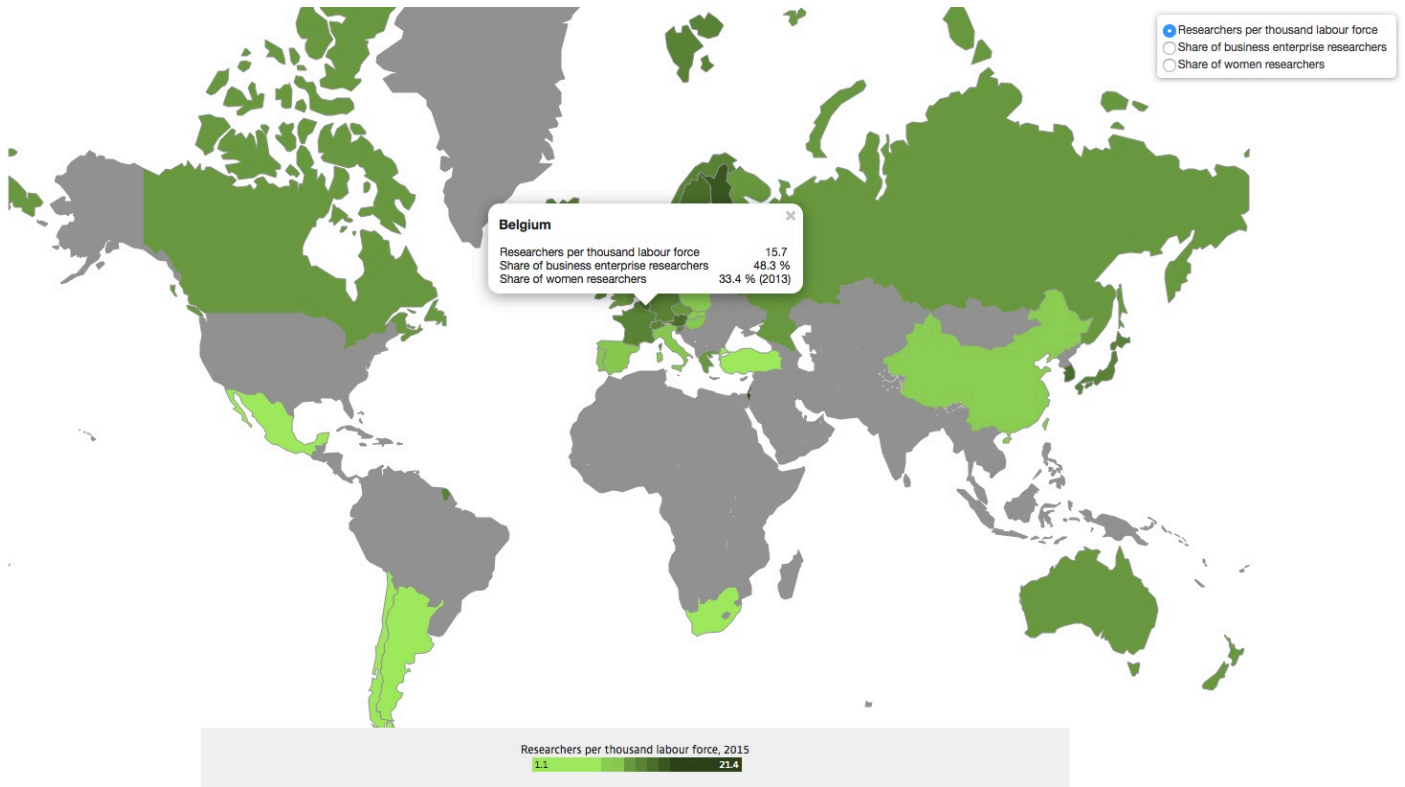 Researchers per thousand labour force
Share of business enterprise researchers
Share of women researchers
Belgium
Researchers per thousand labour force 15.7
Share of business enterprise researchers 48.3 %
Share of women researchers 33.4 % (2013)
Researchers per thousand labour force, 2015
1.1 21.4